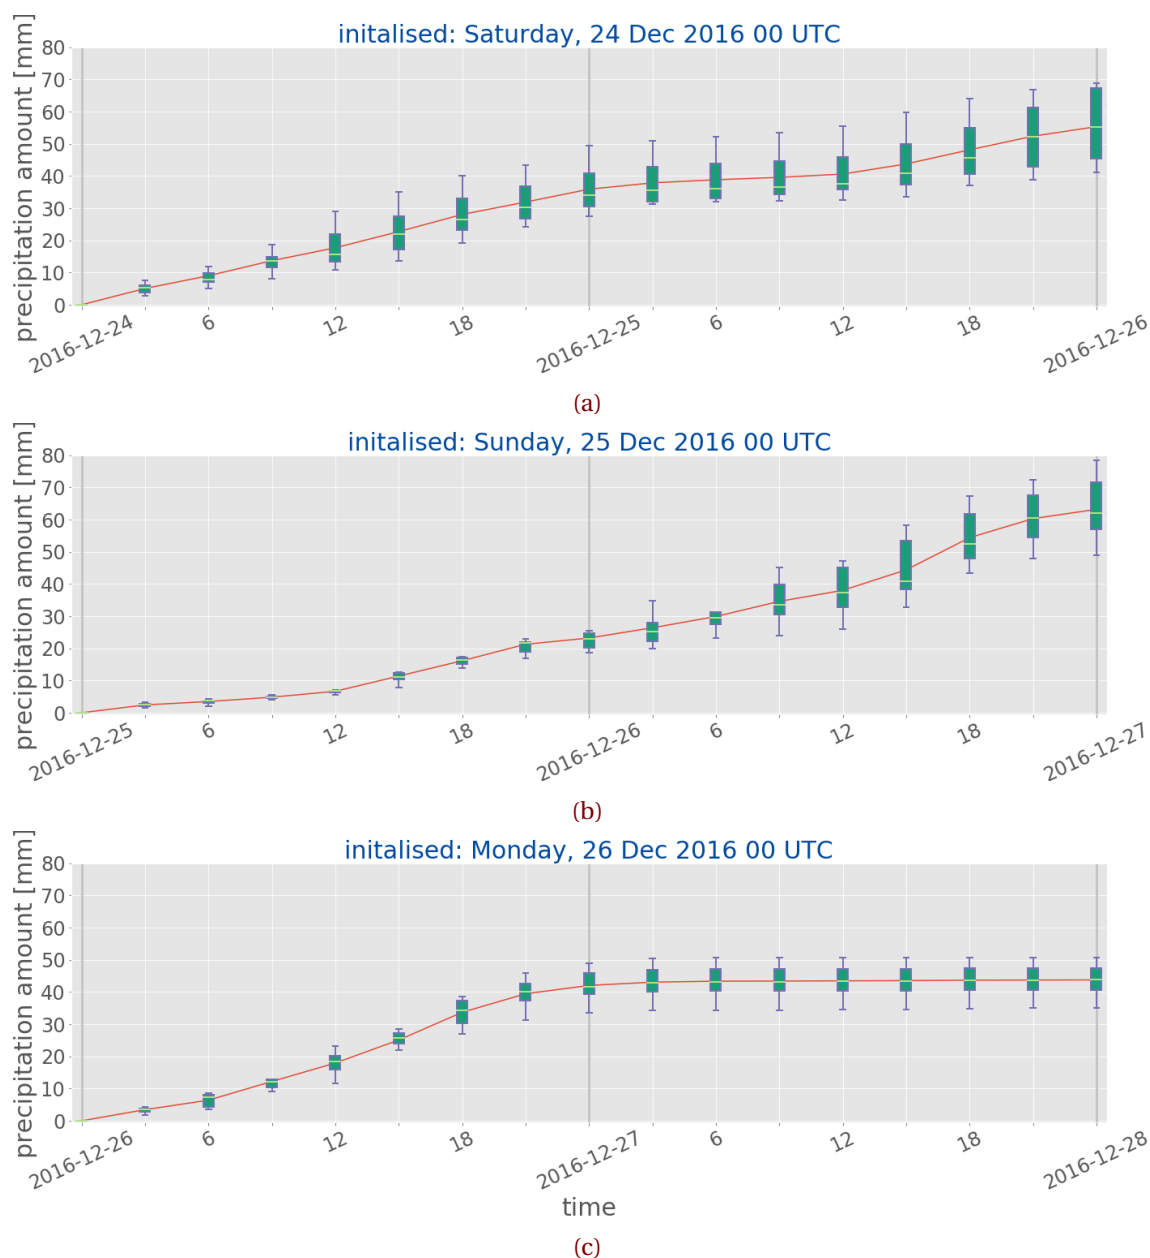 initalised: Saturday, 24 Dec 2016 00 UTC
precipitation amount [mm]
80
70
60
50
40
30
20
10
0
2016-12-24 6 12 18 2016-12-25 6 12 18 2016-12-26
(a)
initalised: Sunday, 25 Dec 2016 00 UTC
precipitation amount [mm]
80
70
60
50
40
30
20
10
0
2016-12-25 6 12 18 2016-12-26 6 12 18 2016-12-27
(b)
initalised: Monday, 26 Dec 2016 00 UTC
precipitation amount [mm]
80
70
60
50
40
30
20
10
0
2016-12-26 6 12 18 2016-12-27 6 12 18 2016-12-28
time
(c)